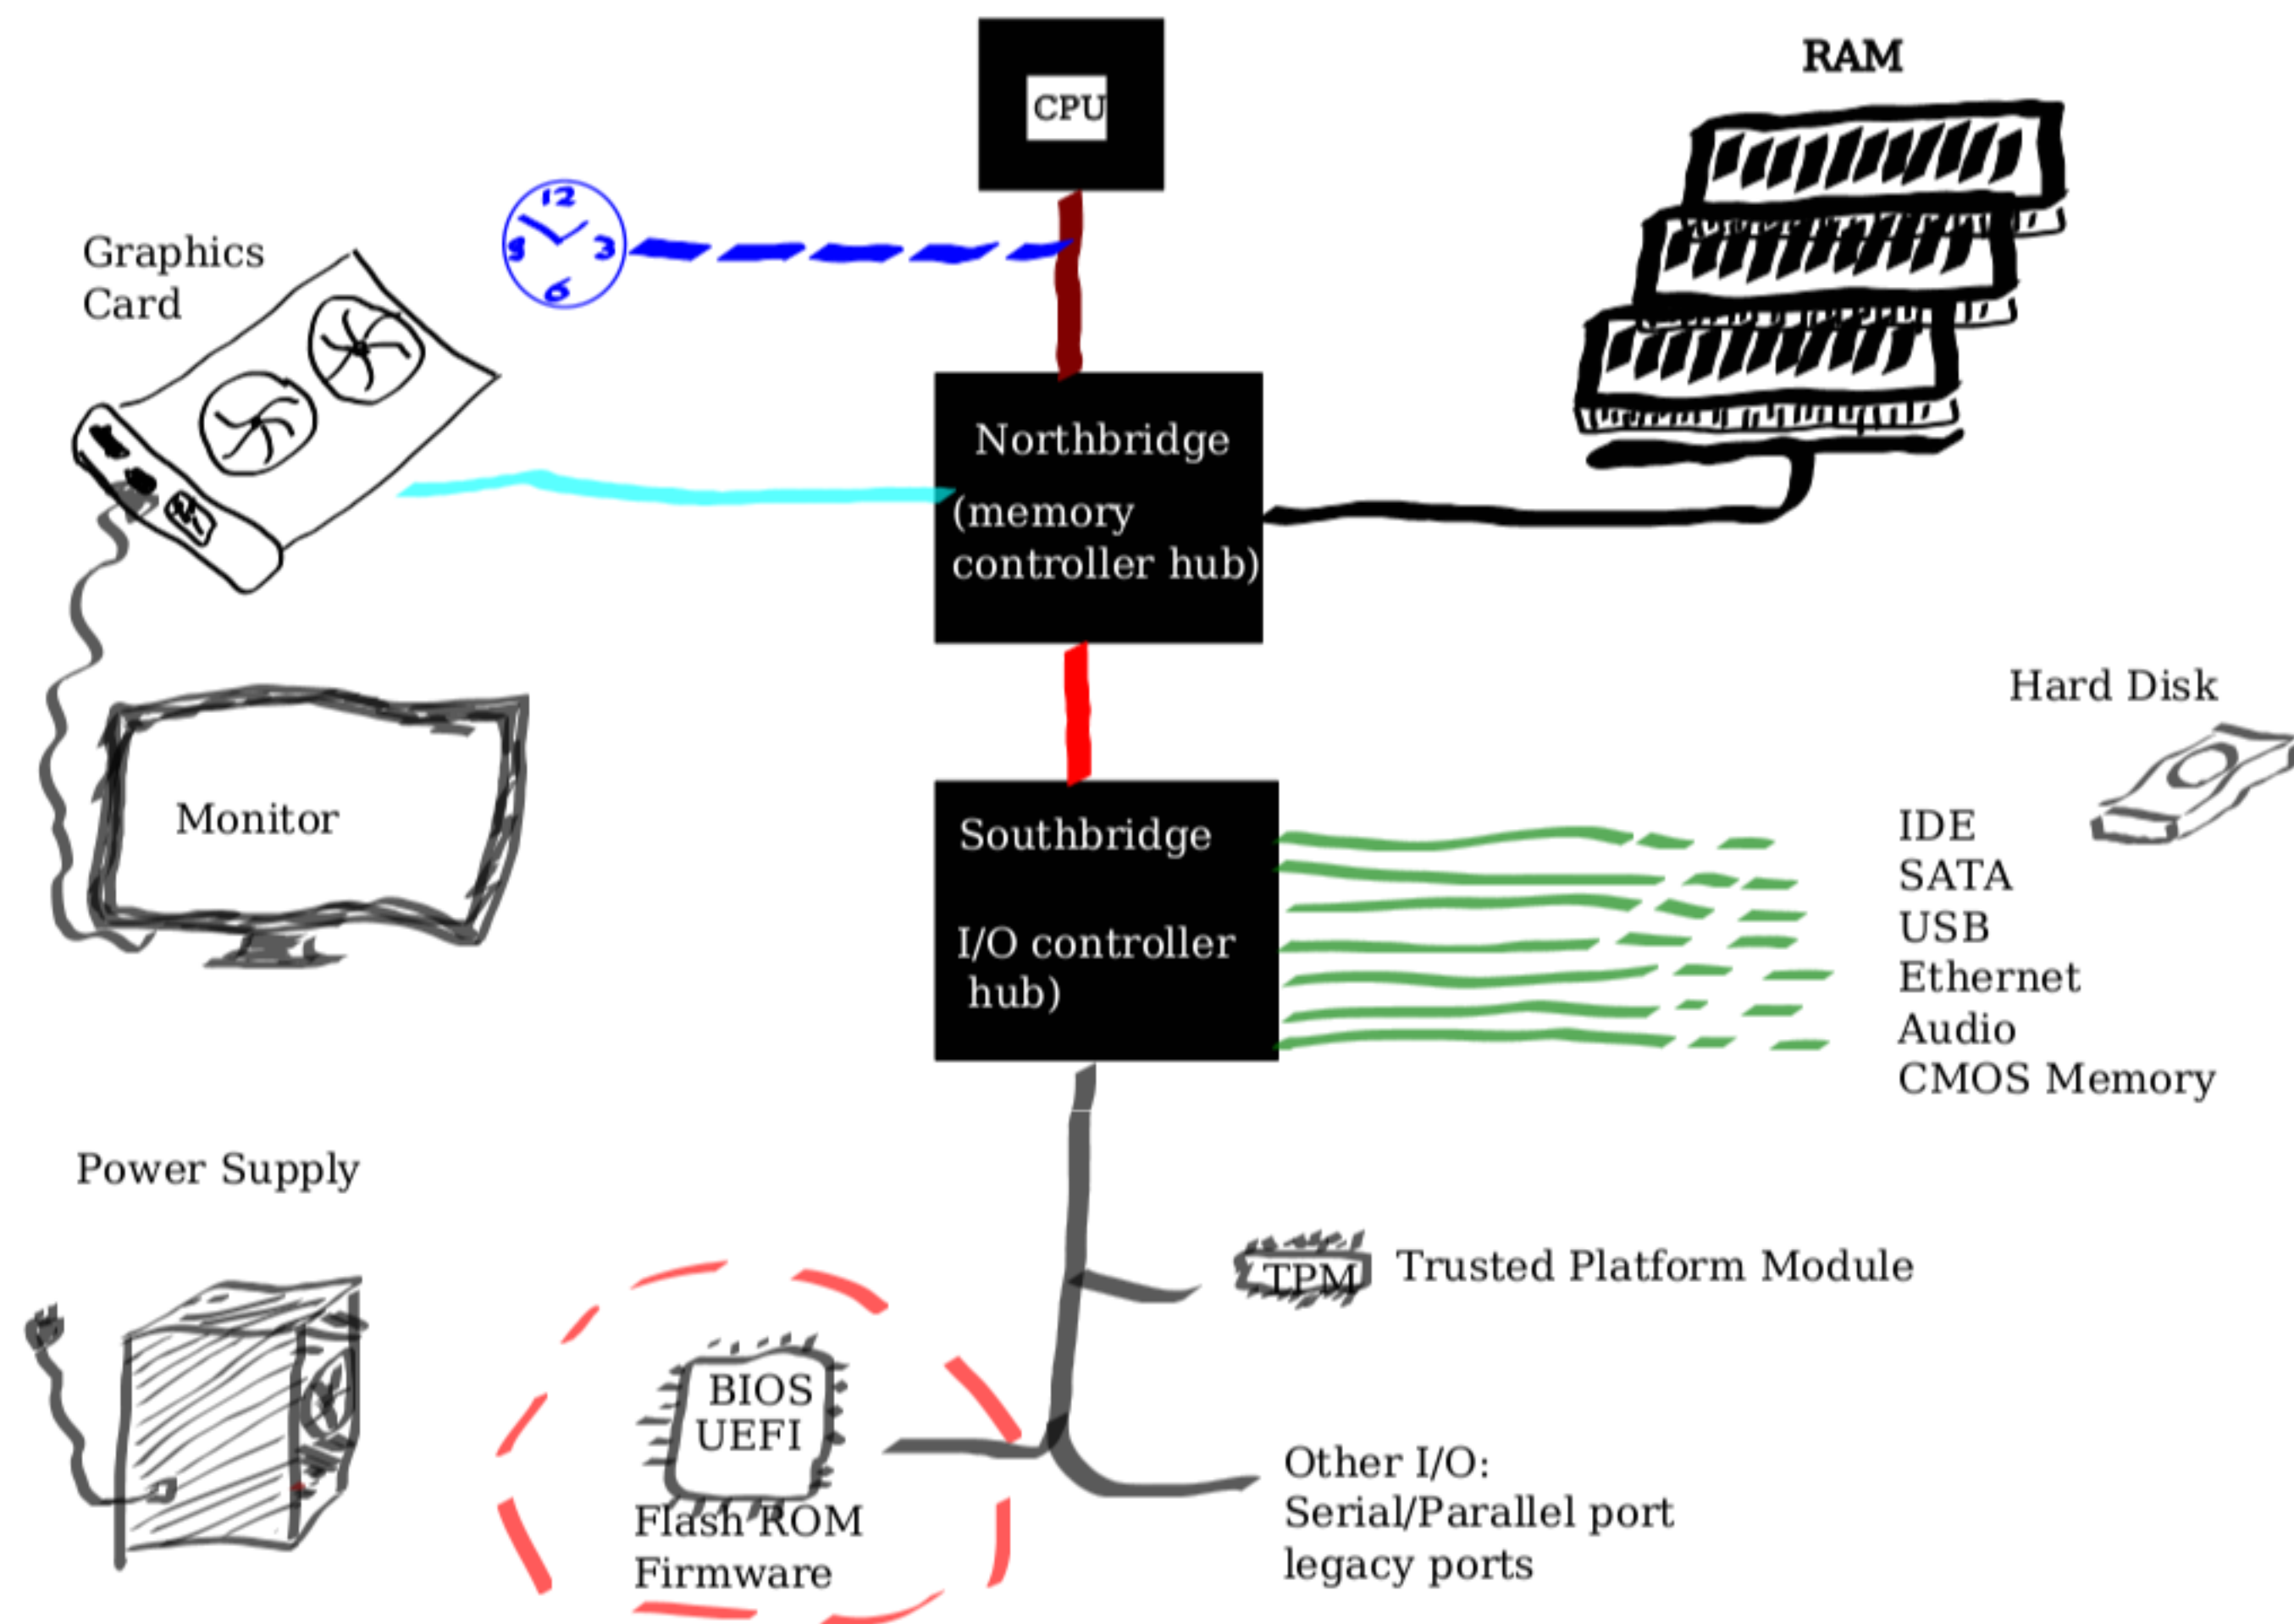 CPU
RAM
12
9
3
6
Graphics
Card
Northbridge
(memory
controller hub)
Monitor
Hard Disk
Southbridge
I/O controller
hub)
IDE
SATA
USB
Ethernet
Audio
CMOS Memory
Power Supply
TPM
Trusted Platform Module
BIOS
UEFI
Flash ROM
Firmware
Other I/O:
Serial/Parallel port
legacy ports